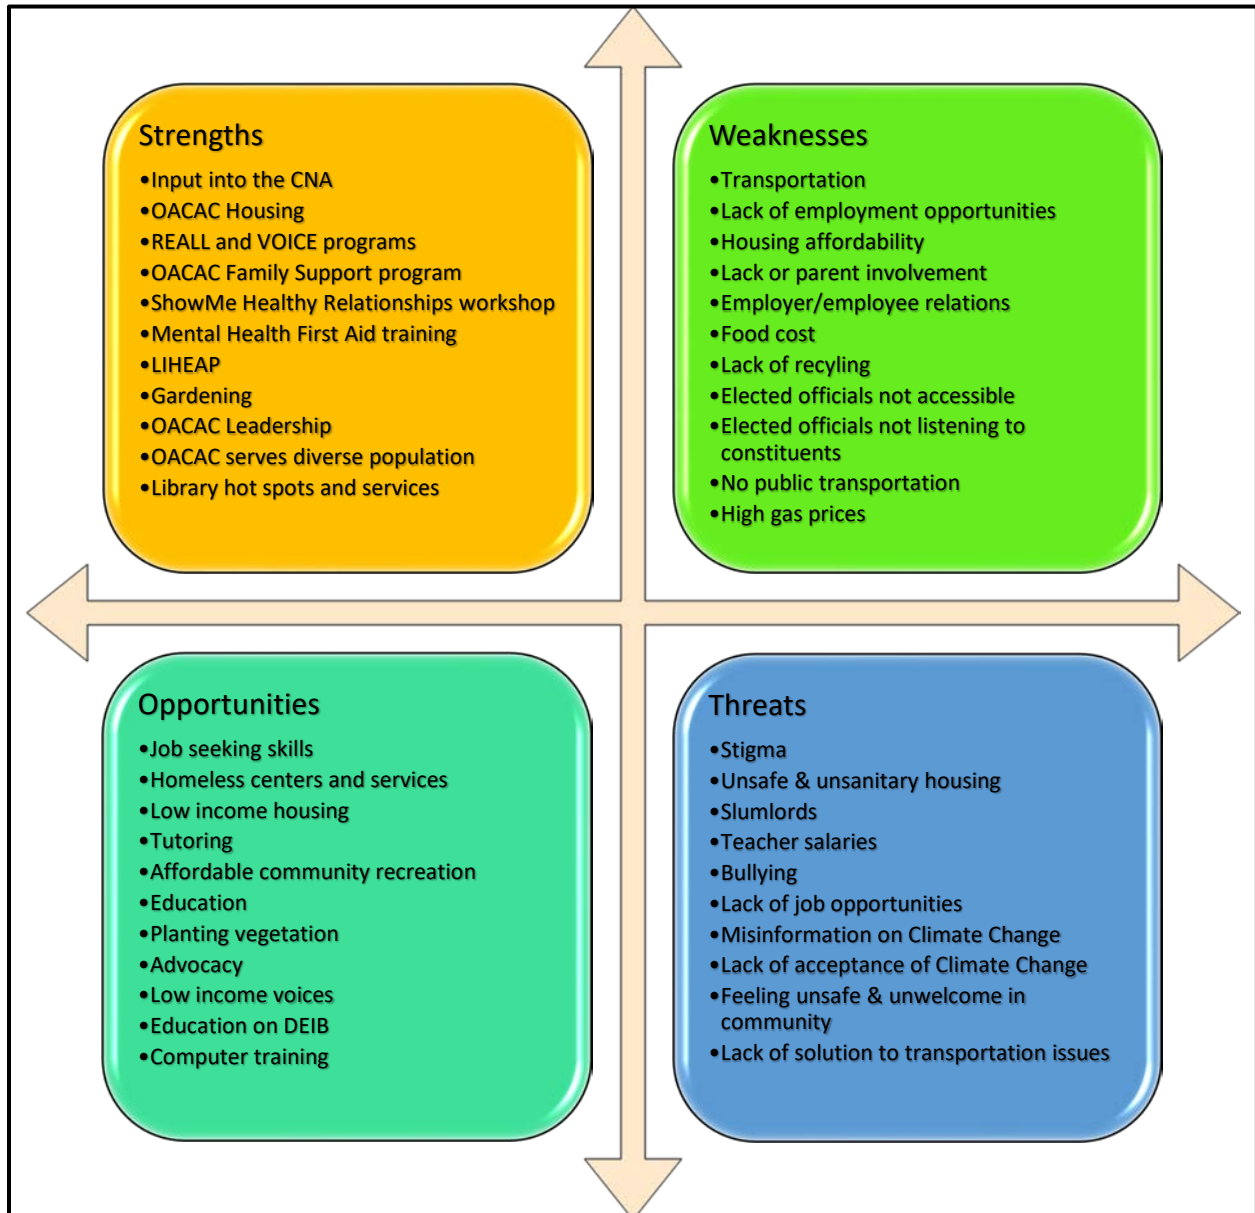 Strengths
•Input into the CNA
•OACAC Housing
•REALL and VOICE programs
•OACAC Family Support program
•ShowMe Healthy Relationships workshop
•Mental Health First Aid training
•LIHEAP
•Gardening
•OACAC Leadership
•OACAC serves diverse population
•Library hot spots and services
Weaknesses
•Transportation
•Lack of employment opportunities
•Housing affordability
•Lack or parent involvement
•Employer/employee relations
•Food cost
•Lack of recyling
•Elected officials not accessible
•Elected officials not listening to
constituents
•No public transportation
•High gas prices
Opportunities
•Job seeking skills
•Homeless centers and services
•Low income housing
•Tutoring
•Affordable community recreation
•Education
•Planting vegetation
•Advocacy
•Low income voices
•Education on DEIB
•Computer training
Threats
•Stigma
•Unsafe & unsanitary housing
•Slumlords
•Teacher salaries
•Bullying
•Lack of job opportunities
•Misinformation on Climate Change
•Lack of acceptance of Climate Change
•Feeling unsafe & unwelcome in
community
•Lack of solution to transportation issues